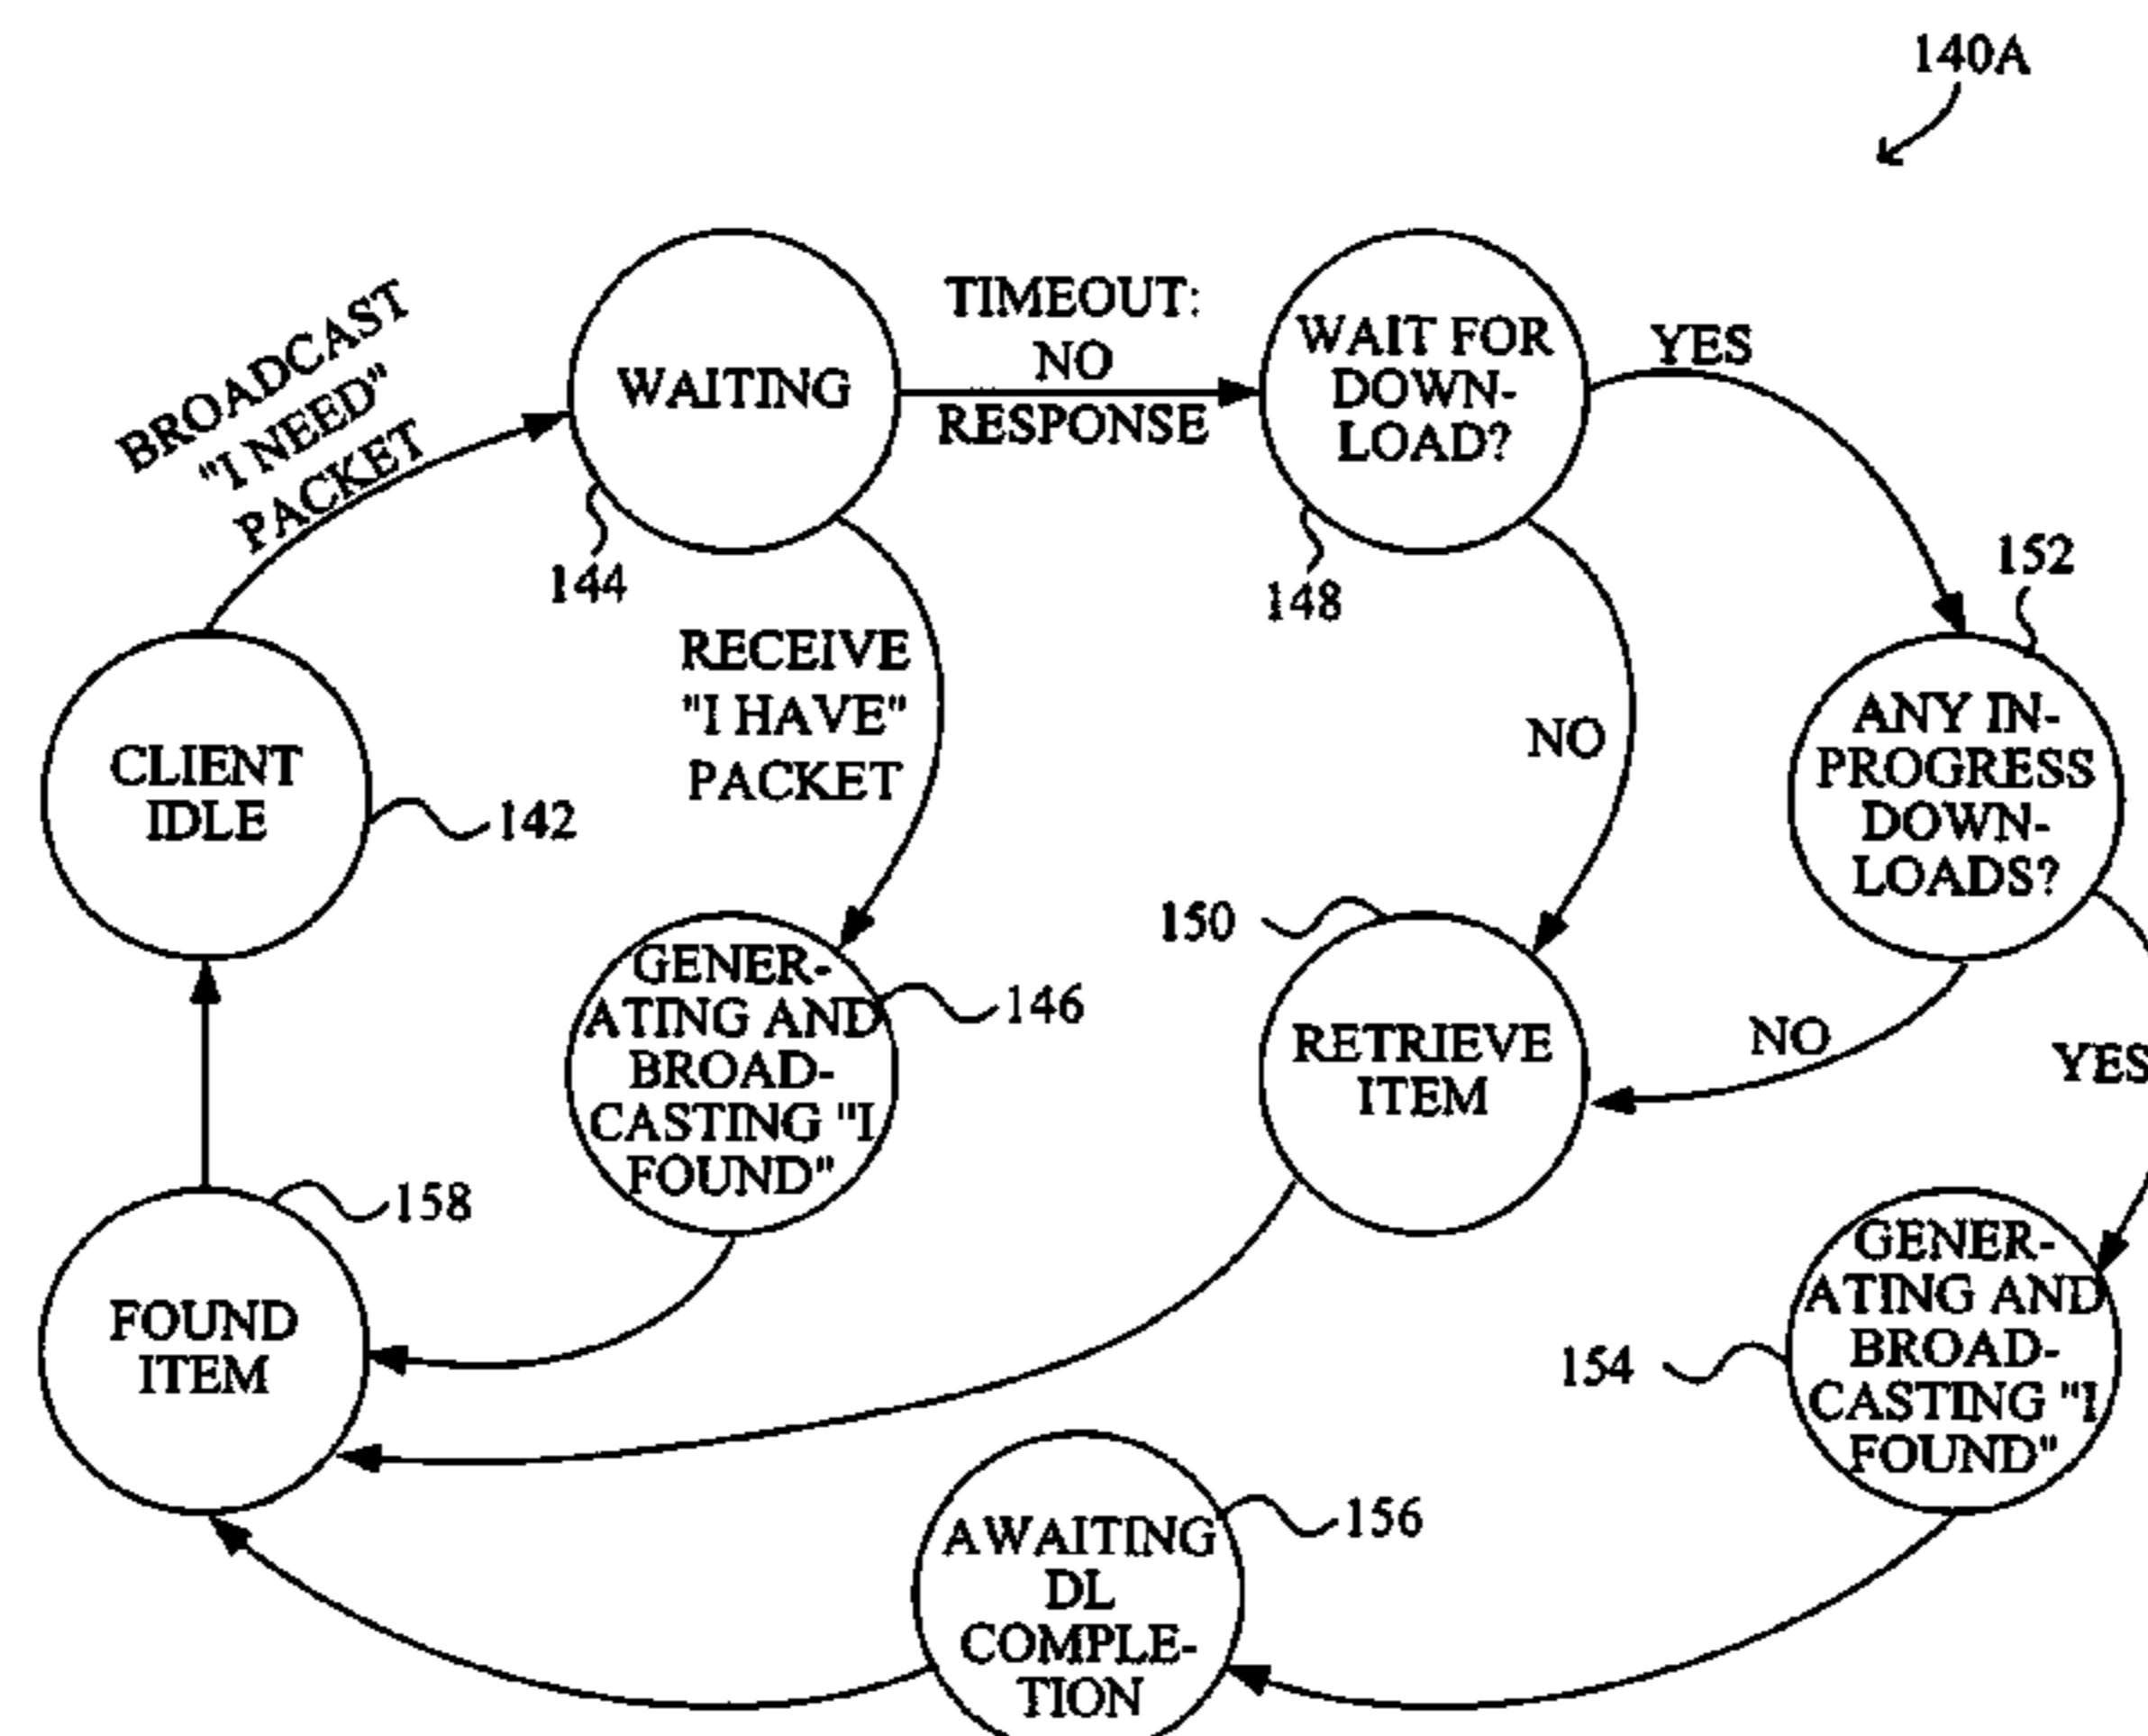 140A
BROADCAST
"I NEED"
PACKET
WAITING
144
TIMEOUT:
NO
RESPONSE
WAIT FOR
DOWN-
LOAD?
148
YES
152
ANY IN-
PROGRESS
DOWN-
LOADS?
CLIENT
IDLE
142
RECEIVE
"I HAVE"
PACKET
NO
150
GENER-
ATING AND
BROAD-
CASTING "I
FOUND"
146
RETRIEVE
ITEM
NO
YES
158
FOUND
ITEM
GENER-
ATING AND
BROAD-
CASTING "I
FOUND"
154
AWAITING
DL
COMPLE-
TION
156